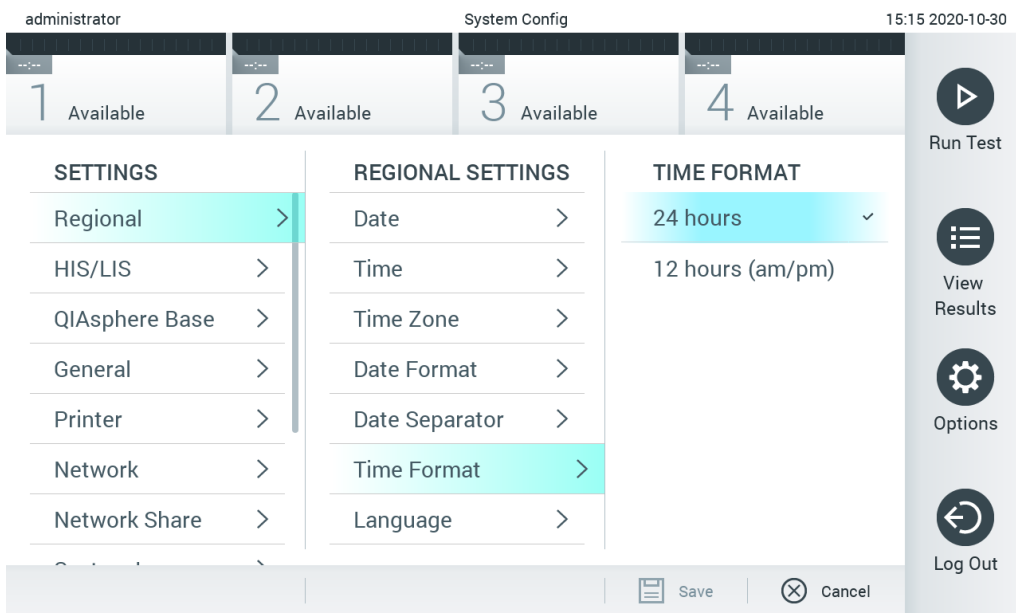 administrator System Config 15:15 2020-10-30
--:-- --:-- --:-- --:--
1 Available 2 Available 3 Available 4 Available
Run Test
View
Results
Options
Log Out
SETTINGS
Regional
HIS/LIS
QIAsphere Base
General
Printer
Network
Network Share
REGIONAL SETTINGS
Date
Time
Time Zone
Date Format
Date Separator
Time Format
Language
TIME FORMAT
24 hours
12 hours (am/pm)
Save Cancel